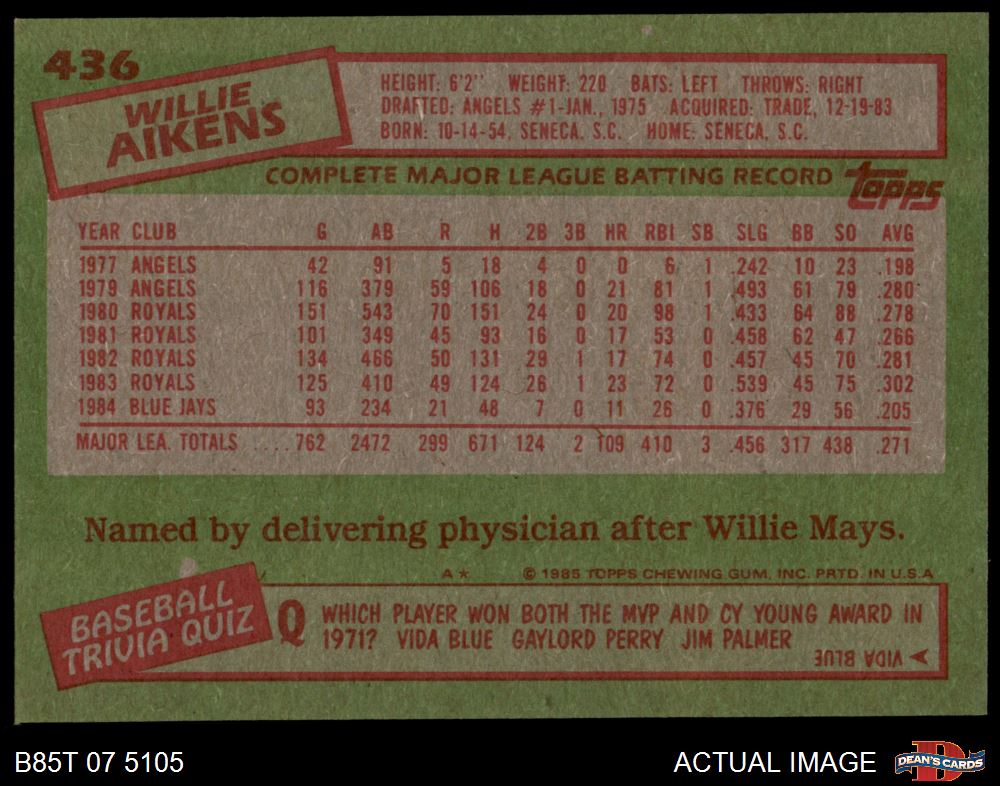 436
WILLIE
AIKENS
HEIGHT: 6'2" WEIGHT: 220 BATS: LEFT THROWS: RIGHT
DRAFTED: ANGELS #1-JAN., 1975 ACQUIRED: TRADE, 12-19-83
BORN: 10-14-54, SENECA, S.C. HOME: SENECA, S.C.
COMPLETE MAJOR LEAGUE BATTING RECORD
Topps
YEAR CLUB G AB R H 2B 3B HR RBI SB SLG BB SO AVG
1977 ANGELS 42 91 5 18 4 0 0 6 1 .242 10 23 .198
1979 ANGELS 116 379 59 106 18 0 21 81 1 .493 61 79 .280
1980 ROYALS 151 543 70 151 24 0 20 98 1 .433 64 88 .278
1981 ROYALS 101 349 45 93 16 0 17 53 0 .458 62 47 .266
1982 ROYALS 134 466 50 131 29 1 17 74 0 .457 45 70 .281
1983 ROYALS 125 410 49 124 26 1 23 72 0 .539 45 75 .302
1984 BLUE JAYS 93 234 21 48 7 0 11 26 0 .376 29 56 .205
MAJOR LEA. TOTALS ....762 2472 299 671 124 2 109 410 3 .456 317 438 .271
Named by delivering physician after Willie Mays.
A* © 1985 TOPPS CHEWING GUM, INC. PRTD. IN U.S.A
BASEBALL
TRIVIA QUIZ
Q WHICH PLAYER WON BOTH THE MVP AND CY YOUNG AWARD IN
1971? VIDA BLUE GAYLORD PERRY JIM PALMER
VIDA BLUE
B85T 07 5105
ACTUAL IMAGE
D
DEAN'S CARDS